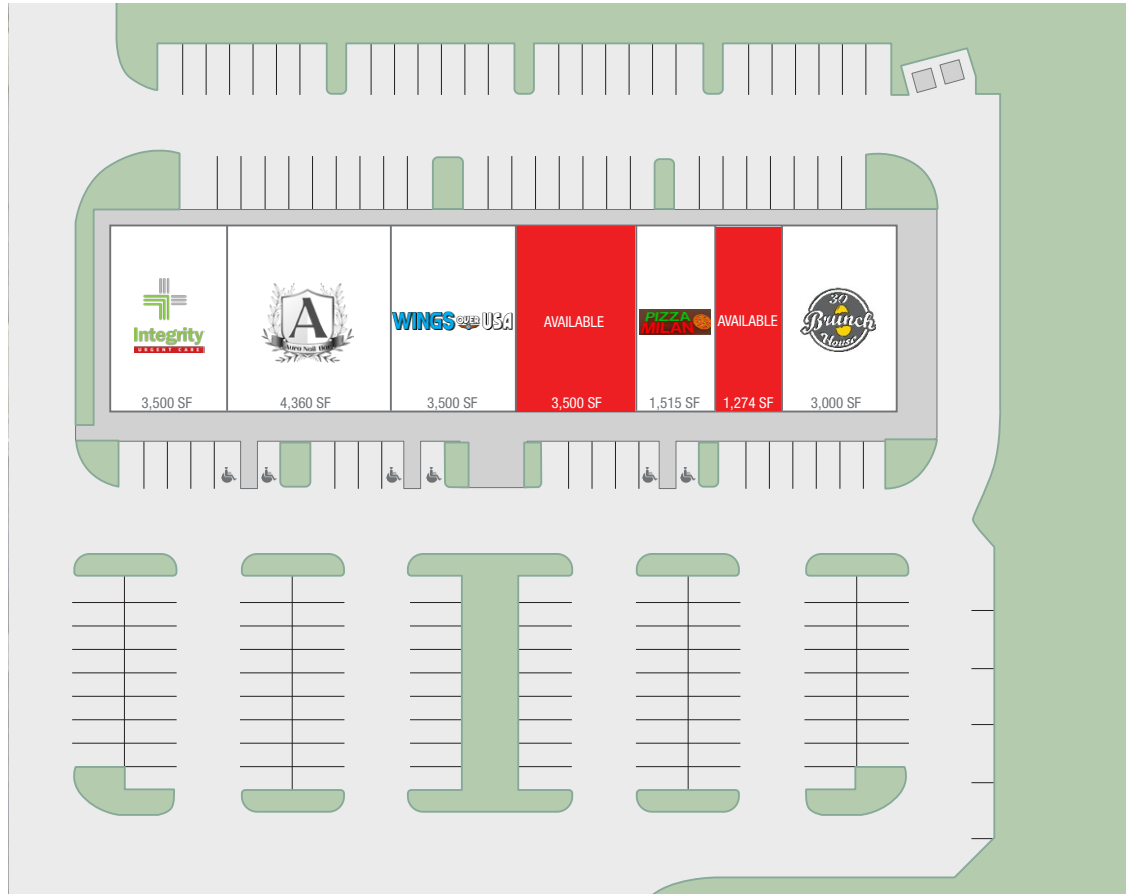 Integrity
URGENT CARE
3,500 SF
A
4,360 SF
WINGS OVER USA
3,500 SF
AVAILABLE
3,500 SF
PIZZA
MILAN
1,515 SF
AVAILABLE
1,274 SF
30
Brunch
House
3,000 SF